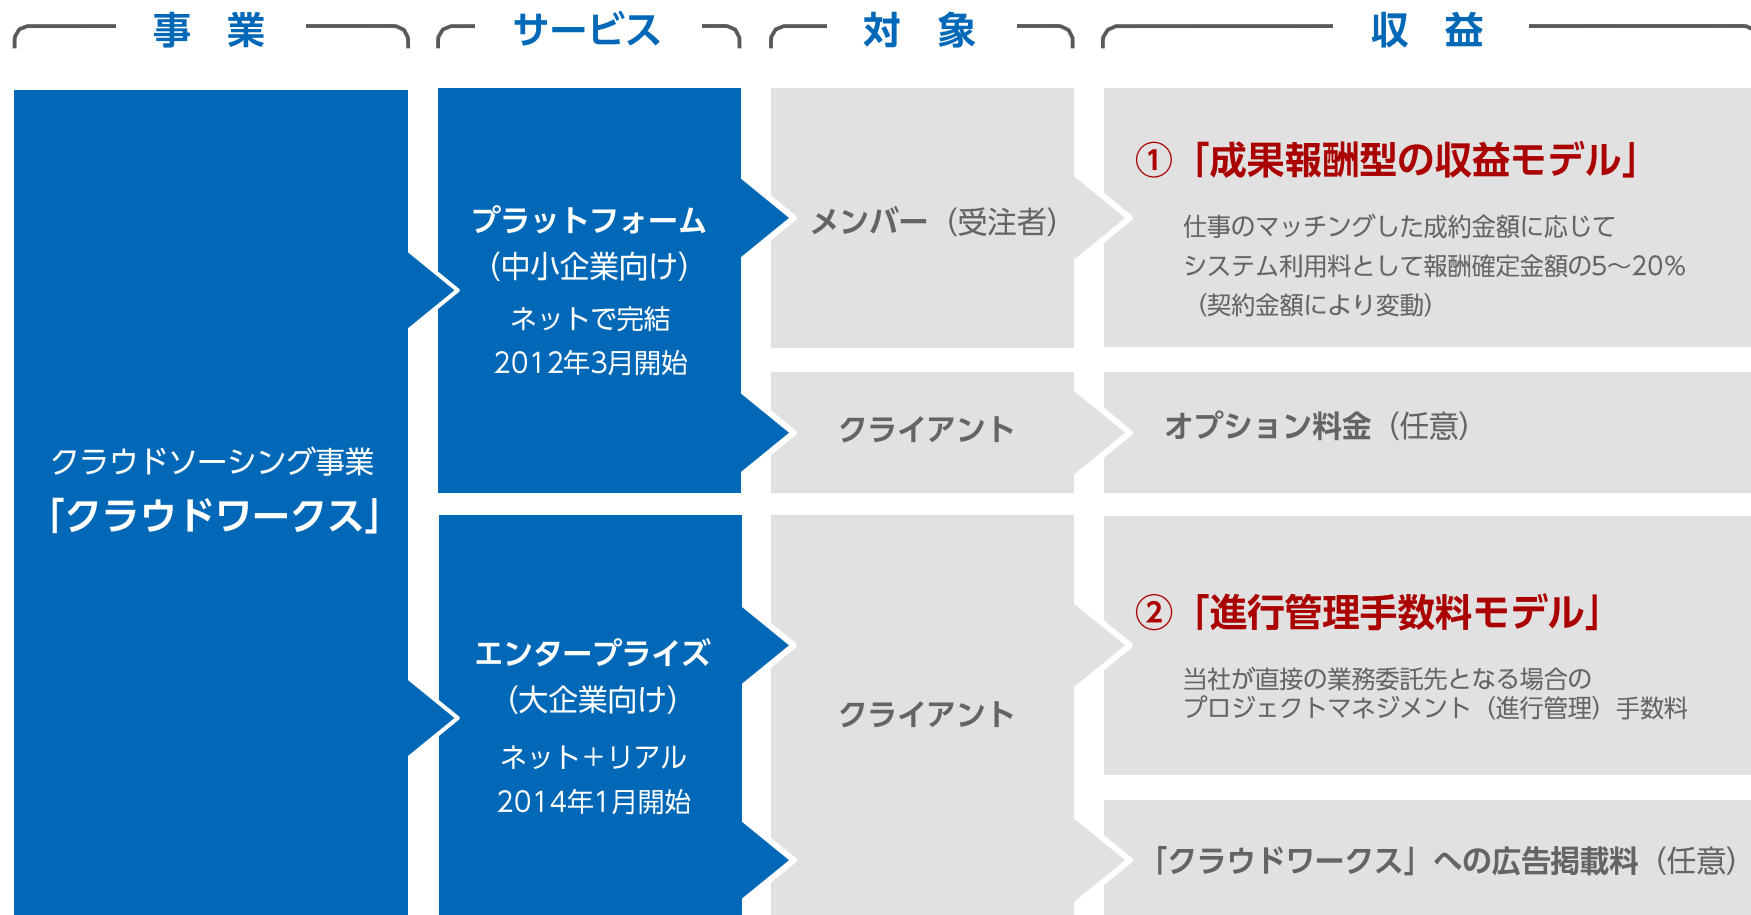 事　業
サービス
対　象
収　益
クラウドソーシング事業
「クラウドワークス」
プラットフォーム
（中小企業向け）
ネットで完結
2012年3月開始
メンバー（受注者）
①「成果報酬型の収益モデル」
仕事のマッチングした成約金額に応じて
システム利用料として報酬確定金額の5～20%
（契約金額により変動）
クライアント
オプション料金（任意）
エンタープライズ
（大企業向け）
ネット＋リアル
2014年1月開始
クライアント
②「進行管理手数料モデル」
当社が直接の業務委託先となる場合の
プロジェクトマネジメント（進行管理）手数料
「クラウドワークス」への広告掲載料（任意）